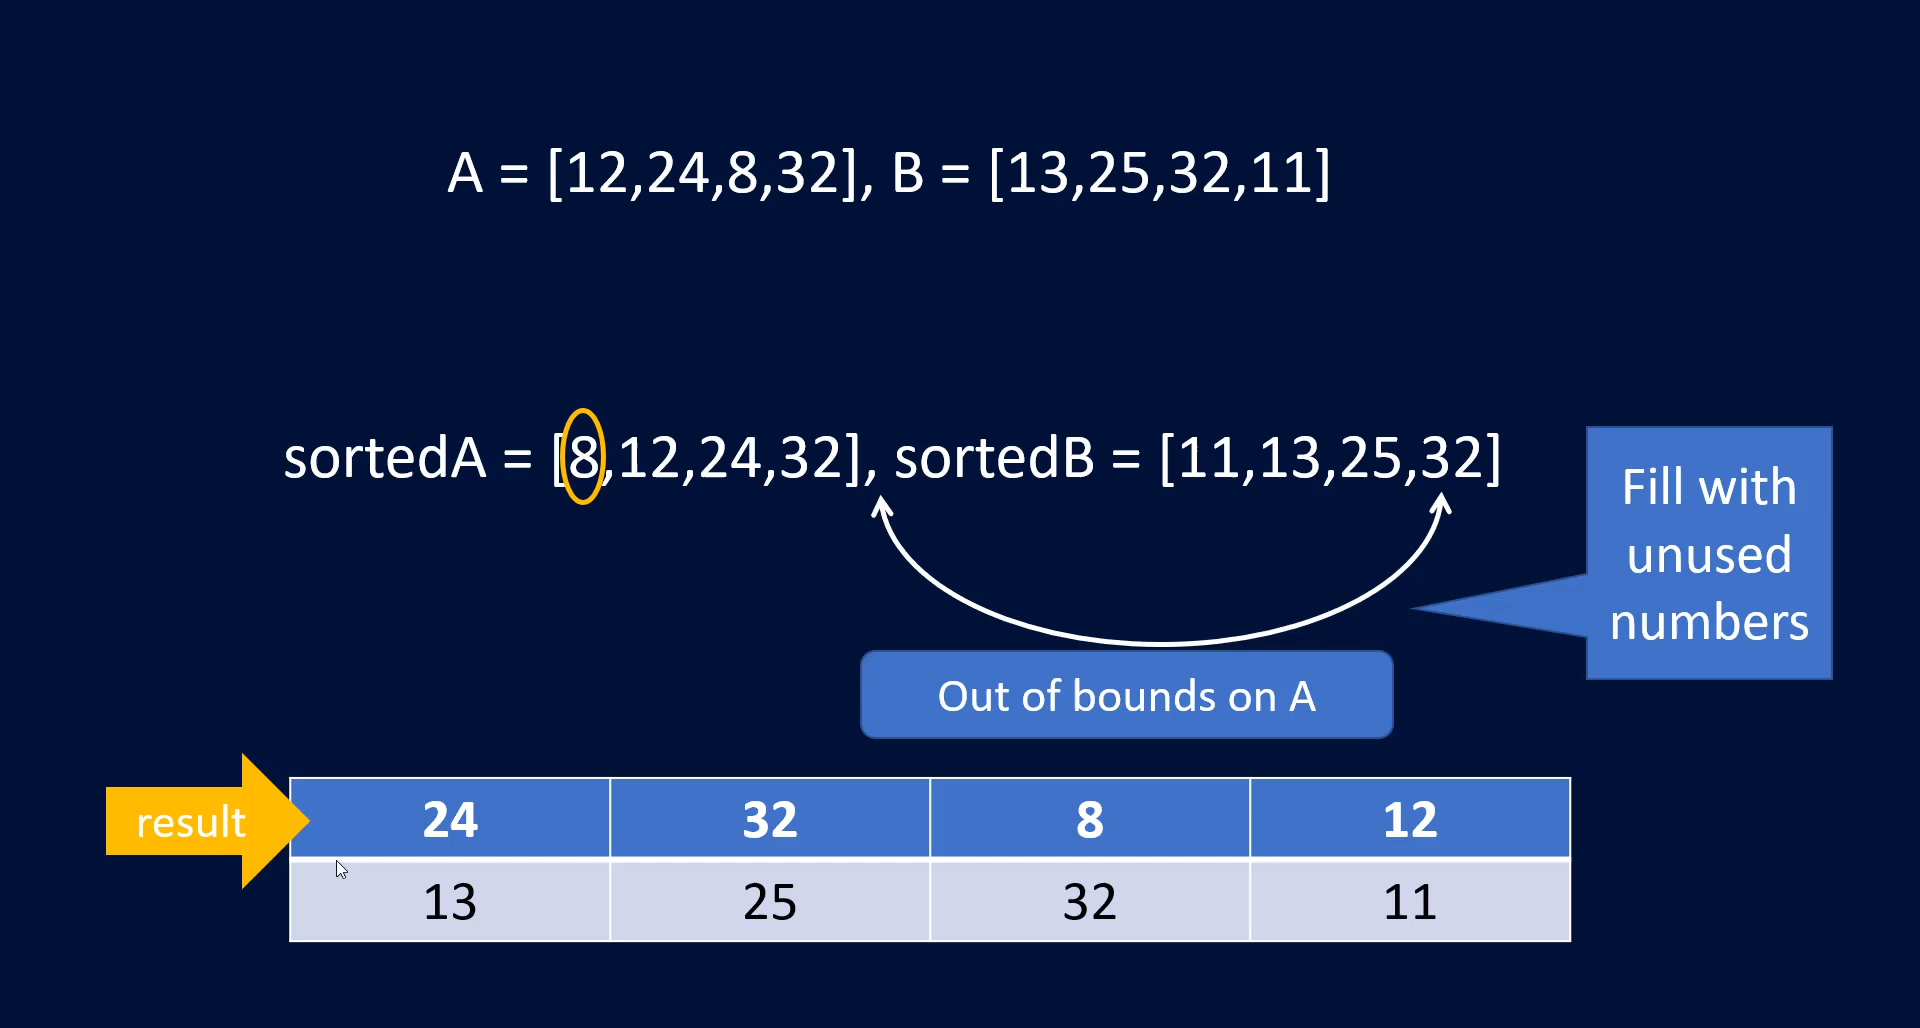 A = [12,24,8,32], B = [13,25,32,11]
sortedA = [8,12,24,32], sortedB = [11,13,25,32]
Fill with
unused
numbers
Out of bounds on A
result
24 32 8 12
13 25 32 11